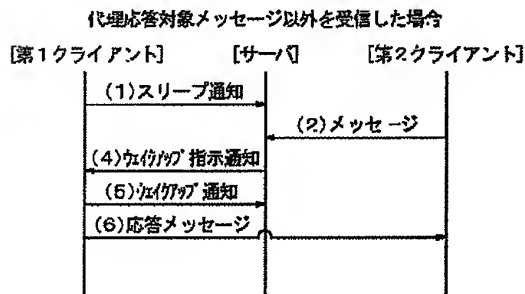 代理応答対象メッセージ以外を受信した場合
[第1クライアント] [サーバ] [第2クライアント]
(1)スリープ通知
(2)メッセージ
(4)ウェイクアップ指示通知
(5)ウェイクアップ通知
(6)応答メッセージ